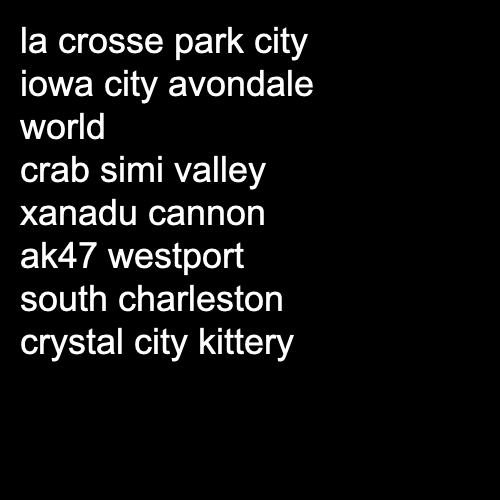 la crosse park city
iowa city avondale
world
crab simi valley
xanadu cannon
ak47 westport
south charleston
crystal city kittery